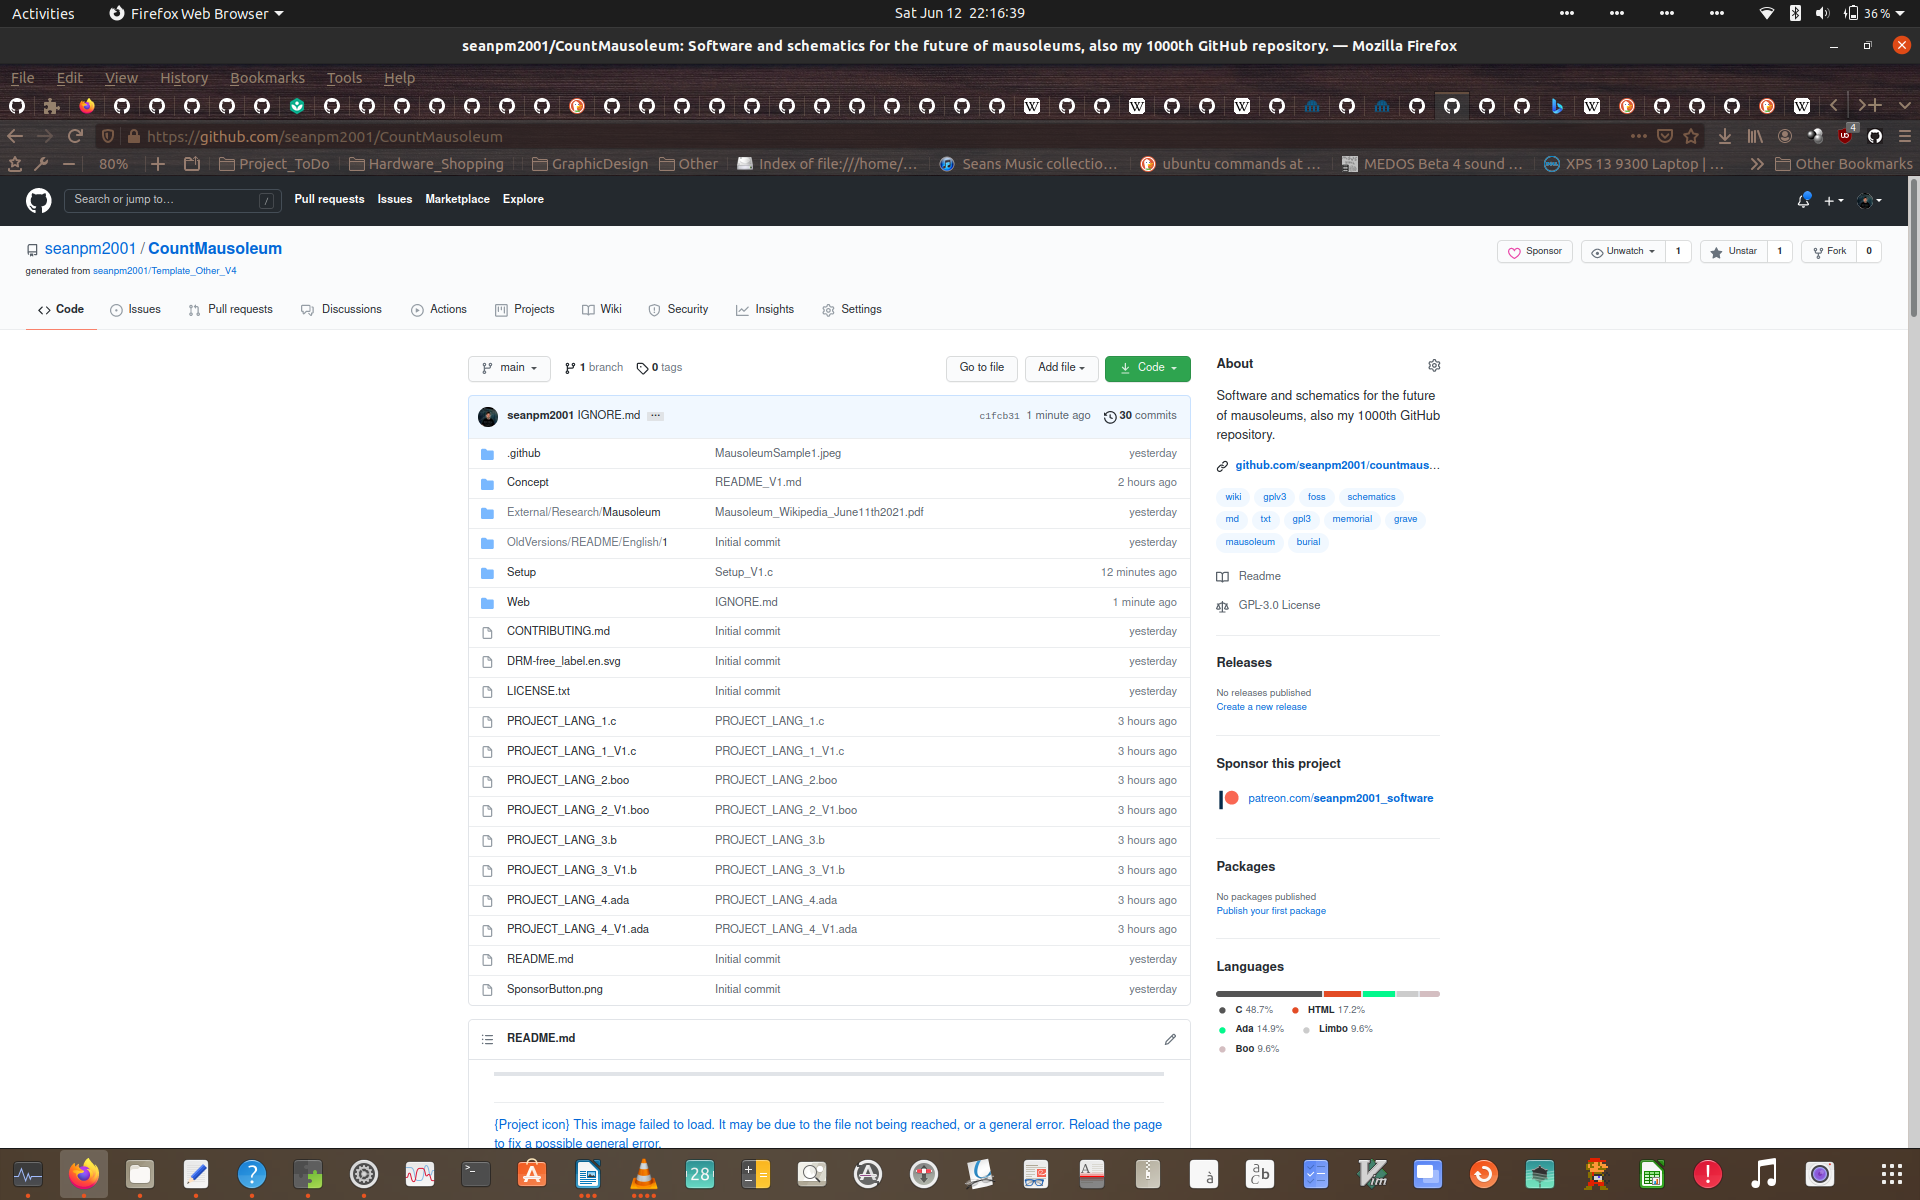 Activities
Firefox Web Browser
Sat Jun 12 22:16:39
36 %
seanpm2001/CountMausoleum: Software and schematics for the future of mausoleums, also my 1000th GitHub repository. — Mozilla Firefox
File Edit View History Bookmarks Tools Help
https://github.com/seanpm2001/CountMausoleum
4
80%
Project_ToDo
Hardware_Shopping
GraphicDesign
Other
Index of file:///home/...
Seans Music collectio...
ubuntu commands at ...
MEDOS Beta 4 sound ...
XPS 13 9300 Laptop | ...
Other Bookmarks
Search or jump to...
/
Pull requests Issues Marketplace Explore
seanpm2001 / CountMausoleum
generated from seanpm2001/Template_Other_V4
Sponsor
Unwatch 1
Unstar 1
Fork 0
Code Issues Pull requests Discussions Actions Projects Wiki Security Insights Settings
main 1 branch 0 tags
Go to file Add file Code
seanpm2001 IGNORE.md ... c1fcb31 1 minute ago 30 commits
.github MausoleumSample1.jpeg yesterday
Concept README_V1.md 2 hours ago
External/Research/Mausoleum Mausoleum_Wikipedia_June11th2021.pdf yesterday
OldVersions/README/English/1 Initial commit yesterday
Setup Setup_V1.c 12 minutes ago
Web IGNORE.md 1 minute ago
CONTRIBUTING.md Initial commit yesterday
DRM-free_label.en.svg Initial commit yesterday
LICENSE.txt Initial commit yesterday
PROJECT_LANG_1.c PROJECT_LANG_1.c 3 hours ago
PROJECT_LANG_1_V1.c PROJECT_LANG_1_V1.c 3 hours ago
PROJECT_LANG_2.boo PROJECT_LANG_2.boo 3 hours ago
PROJECT_LANG_2_V1.boo PROJECT_LANG_2_V1.boo 3 hours ago
PROJECT_LANG_3.b PROJECT_LANG_3.b 3 hours ago
PROJECT_LANG_3_V1.b PROJECT_LANG_3_V1.b 3 hours ago
PROJECT_LANG_4.ada PROJECT_LANG_4.ada 3 hours ago
PROJECT_LANG_4_V1.ada PROJECT_LANG_4_V1.ada 3 hours ago
README.md Initial commit yesterday
SponsorButton.png Initial commit yesterday
README.md
{Project icon} This image failed to load. It may be due to the file not being reached, or a general error. Reload the page
to fix a possible general error.
About
Software and schematics for the future
of mausoleums, also my 1000th GitHub
repository.
github.com/seanpm2001/countmaus...
wiki gplv3 foss schematics
md txt gpl3 memorial grave
mausoleum burial
Readme
GPL-3.0 License
Releases
No releases published
Create a new release
Sponsor this project
patreon.com/seanpm2001_software
Packages
No packages published
Publish your first package
Languages
C 48.7% HTML 17.2%
Ada 14.9% Limbo 9.6%
Boo 9.6%
28
Vim